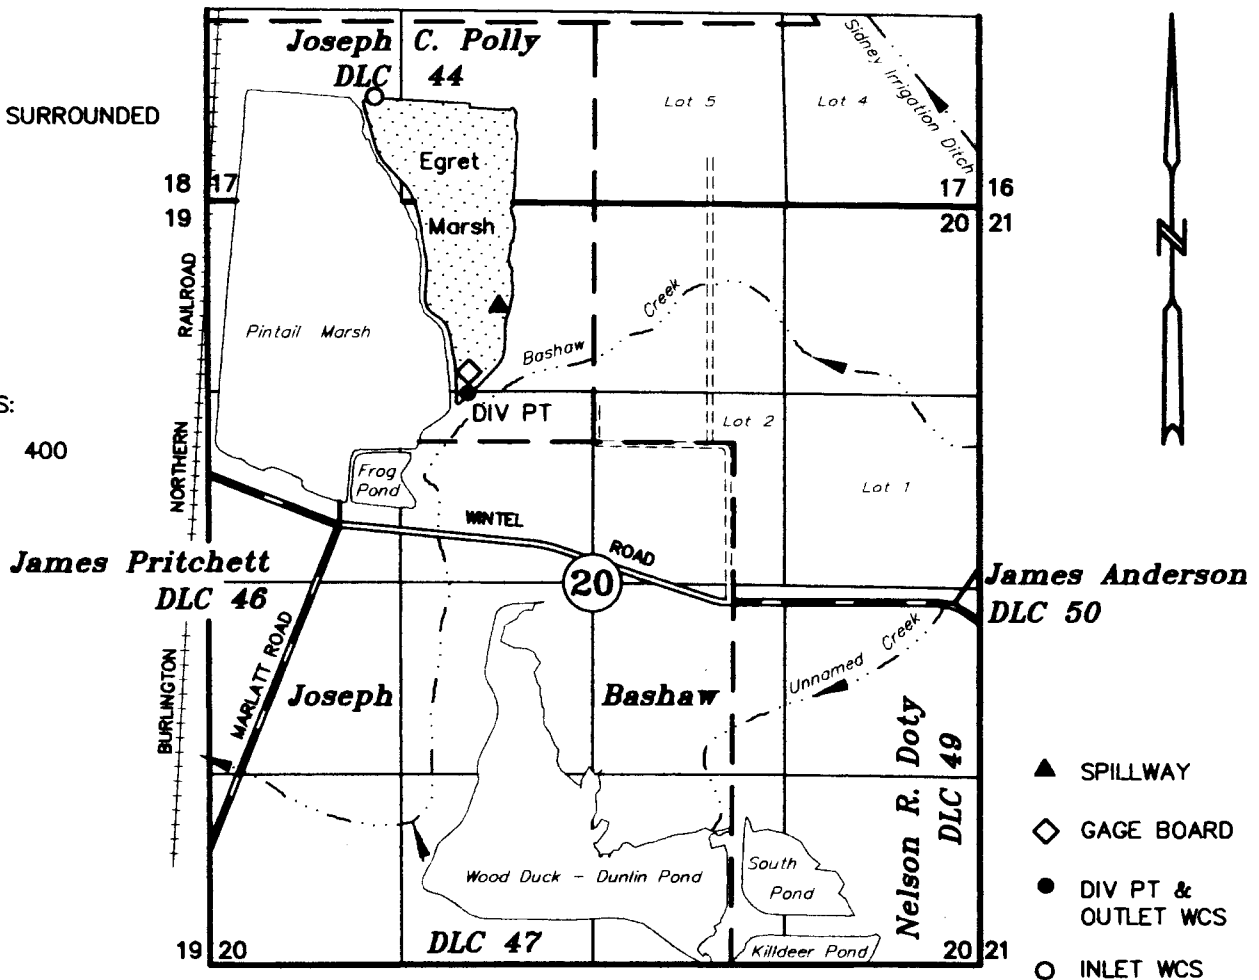 Joseph C. Polly
DLC 44
SURROUNDED
Lot 5
Lot 4
Sidney Irrigation Ditch
Egret
Marsh
18 17
19
17 16
20 21
N
RAILROAD
Pintail Marsh
Bashaw Creek
S:
400
DIV PT
Lot 2
NORTHERN
Frog
Pond
Lot 1
WINTEL ROAD
20
James Pritchett
DLC 46
James Anderson
DLC 50
MARLATT ROAD
BURLINGTON
Joseph Bashaw
Unnamed Creek
Nelson R. Doty
DLC 49
SPILLWAY
GAGE BOARD
DIV PT &
OUTLET WCS
INLET WCS
Wood Duck - Dunlin Pond
South
Pond
Killdeer Pond
DLC 47
19 20
20 21